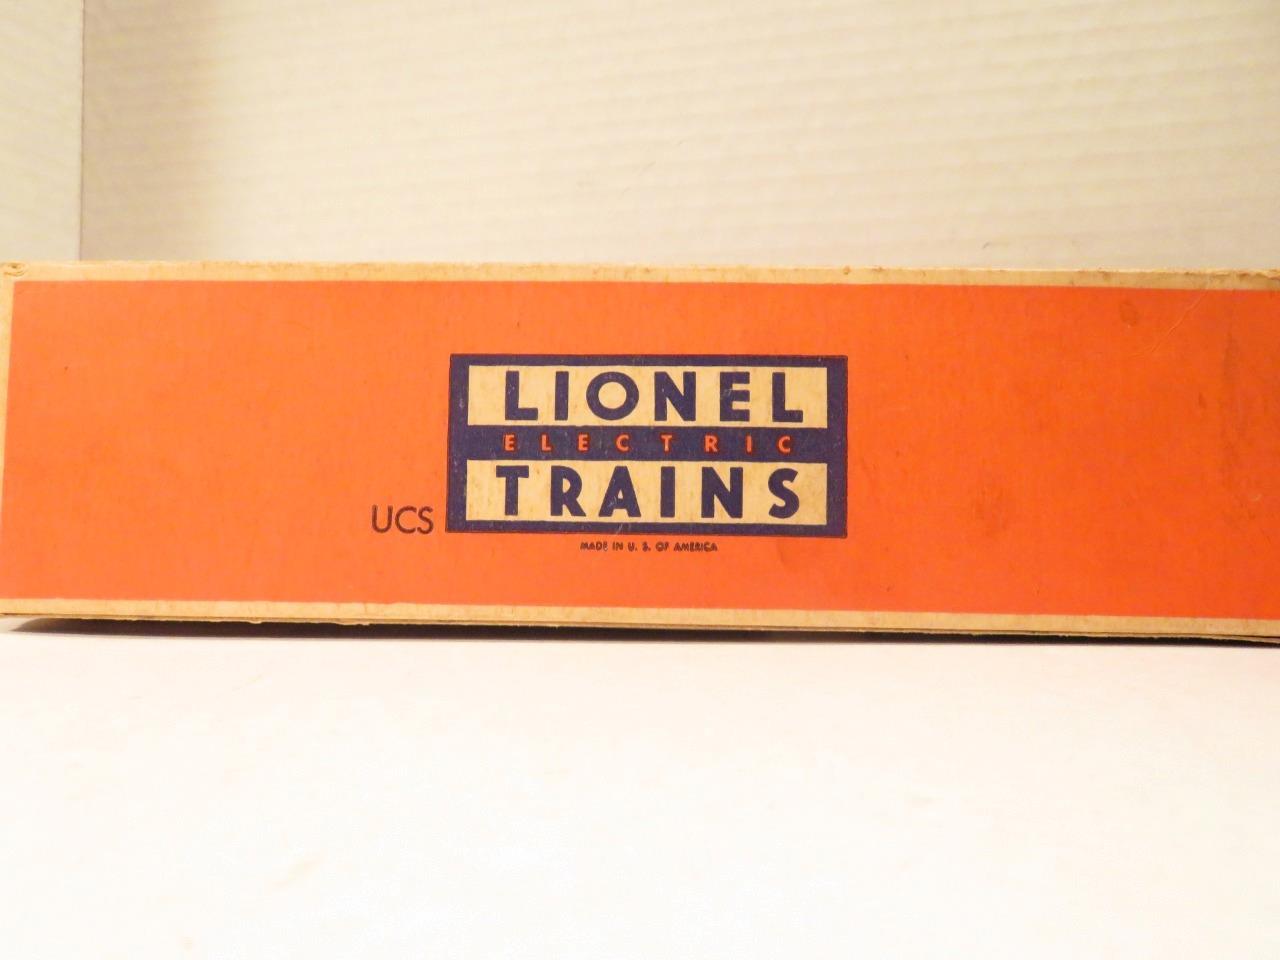 LIONEL
ELECTRIC
TRAINS
UCS
MADE IN U. S. OF AMERICA